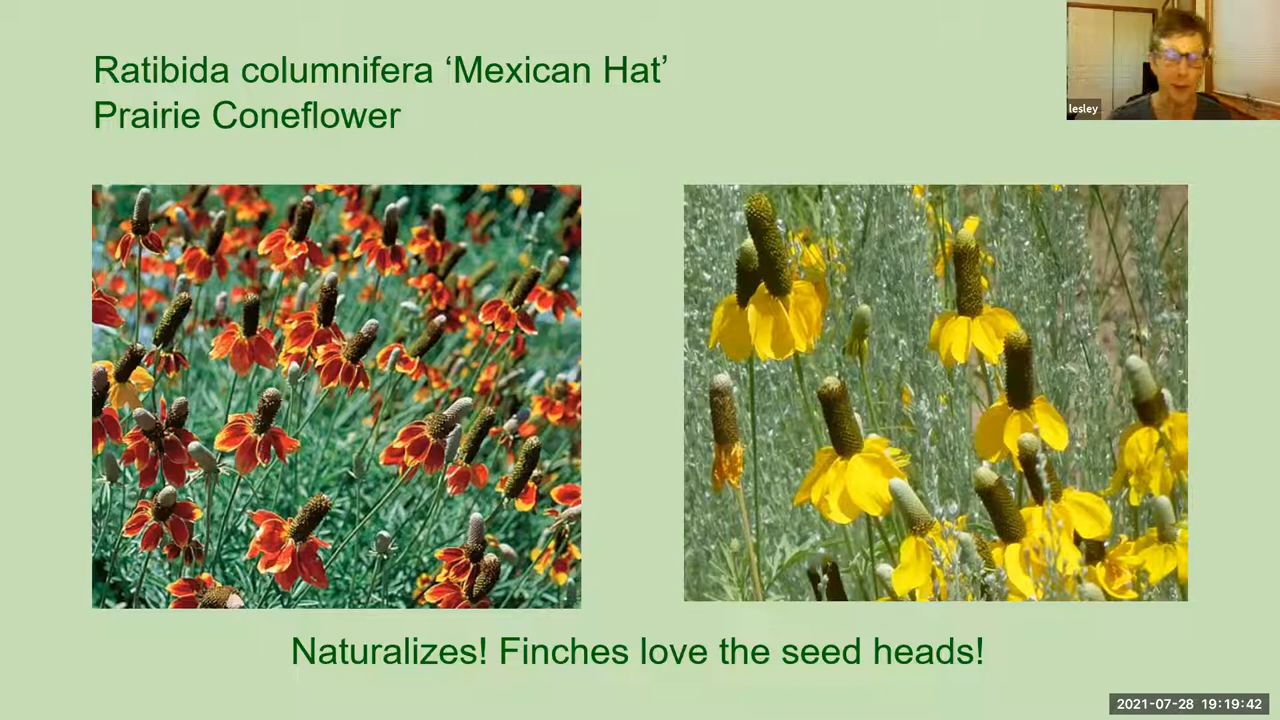 Ratibida columnifera ‘Mexican Hat’
Prairie Coneflower
lesley
Naturalizes! Finches love the seed heads!
2021-07-28 19:19:42